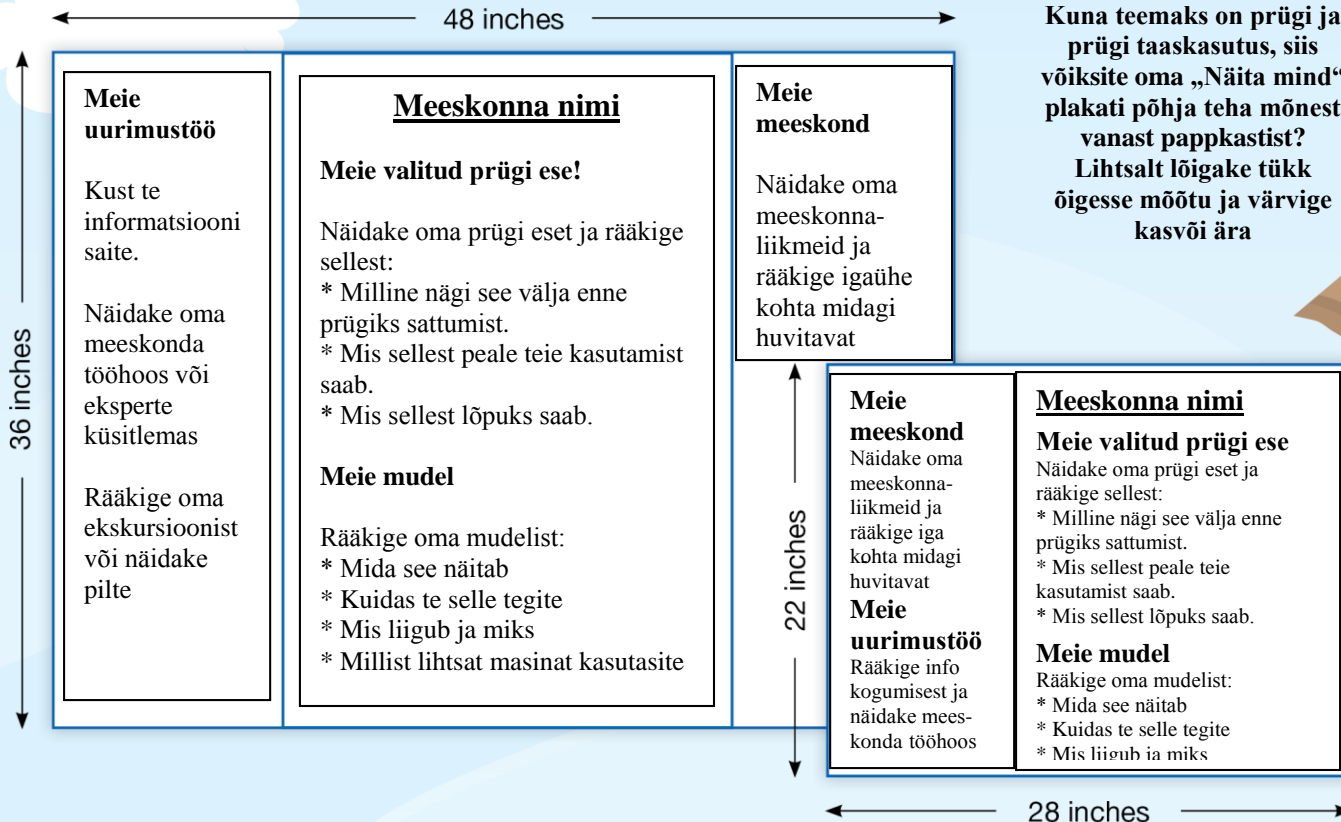 48 inches
Kuna teemaks on prügi ja
prügi taaskasutus, siis
võiksite oma „Näita mind“
plakati põhja teha mõnest
vanast pappkastist?
Lihtsalt lõigake tükk
õigesse mõõtu ja värvige
kasvõi ära
36 inches
Meie
uurimustöö
Kust te
informatsiooni
saite.
Näidake oma
meeskonda
tööhoos või
eksperte
küsitlemas
Rääkige oma
ekskursioonist
või näidake
pilte
Meeskonna nimi
Meie valitud prügi ese!
Näidake oma prügi eset ja rääkige
sellest:
* Milline nägi see välja enne
prügiks sattumist.
* Mis sellest peale teie kasutamist
saab.
* Mis sellest lõpuks saab.
Meie mudel
Rääkige oma mudelist:
* Mida see näitab
* Kuidas te selle tegite
* Mis liigub ja miks
* Millist lihtsat masinat kasutasite
Meie
meeskond
Näidake oma
meeskonna-
liikmeid ja
rääkige igaühe
kohta midagi
huvitavat
22 inches
Meie
meeskond
Näidake oma
meeskonna-
liikmeid ja
rääkige iga
kohta midagi
huvitavat
Meie
uurimustöö
Rääkige info
kogumisest ja
näidake mees-
konda tööhoos
Meeskonna nimi
Meie valitud prügi ese
Näidake oma prügi eset ja
rääkige sellest:
* Milline nägi see välja enne
prügiks sattumist.
* Mis sellest peale teie
kasutamist saab.
* Mis sellest lõpuks saab.
Meie mudel
Rääkige oma mudelist:
* Mida see näitab
* Kuidas te selle tegite
* Mis liigub ja miks
28 inches